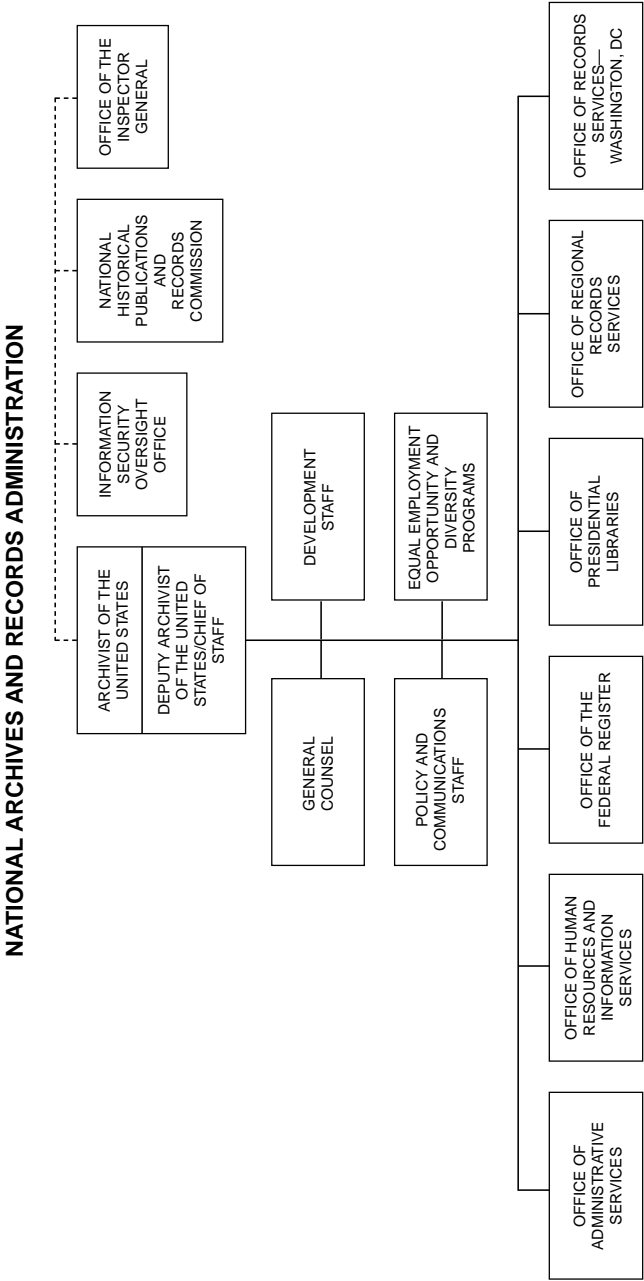 NATIONAL ARCHIVES AND RECORDS ADMINISTRATION
ARCHIVIST OF THE
UNITED STATES
DEPUTY ARCHIVIST
OF THE UNITED
STATES/CHIEF OF
STAFF
INFORMATION
SECURITY
OVERSIGHT
OFFICE
NATIONAL
HISTORICAL
PUBLICATIONS
AND
RECORDS
COMMISSION
OFFICE OF THE
INSPECTOR
GENERAL
GENERAL
COUNSEL
DEVELOPMENT
STAFF
POLICY AND
COMMUNICATIONS
STAFF
EQUAL EMPLOYMENT
OPPORTUNITY AND
DIVERSITY
PROGRAMS
OFFICE OF
ADMINISTRATIVE
SERVICES
OFFICE OF HUMAN
RESOURCES AND
INFORMATION
SERVICES
OFFICE OF THE
FEDERAL REGISTER
OFFICE OF
PRESIDENTIAL
LIBRARIES
OFFICE OF REGIONAL
RECORDS
SERVICES
OFFICE OF RECORDS
SERVICES—
WASHINGTON, DC